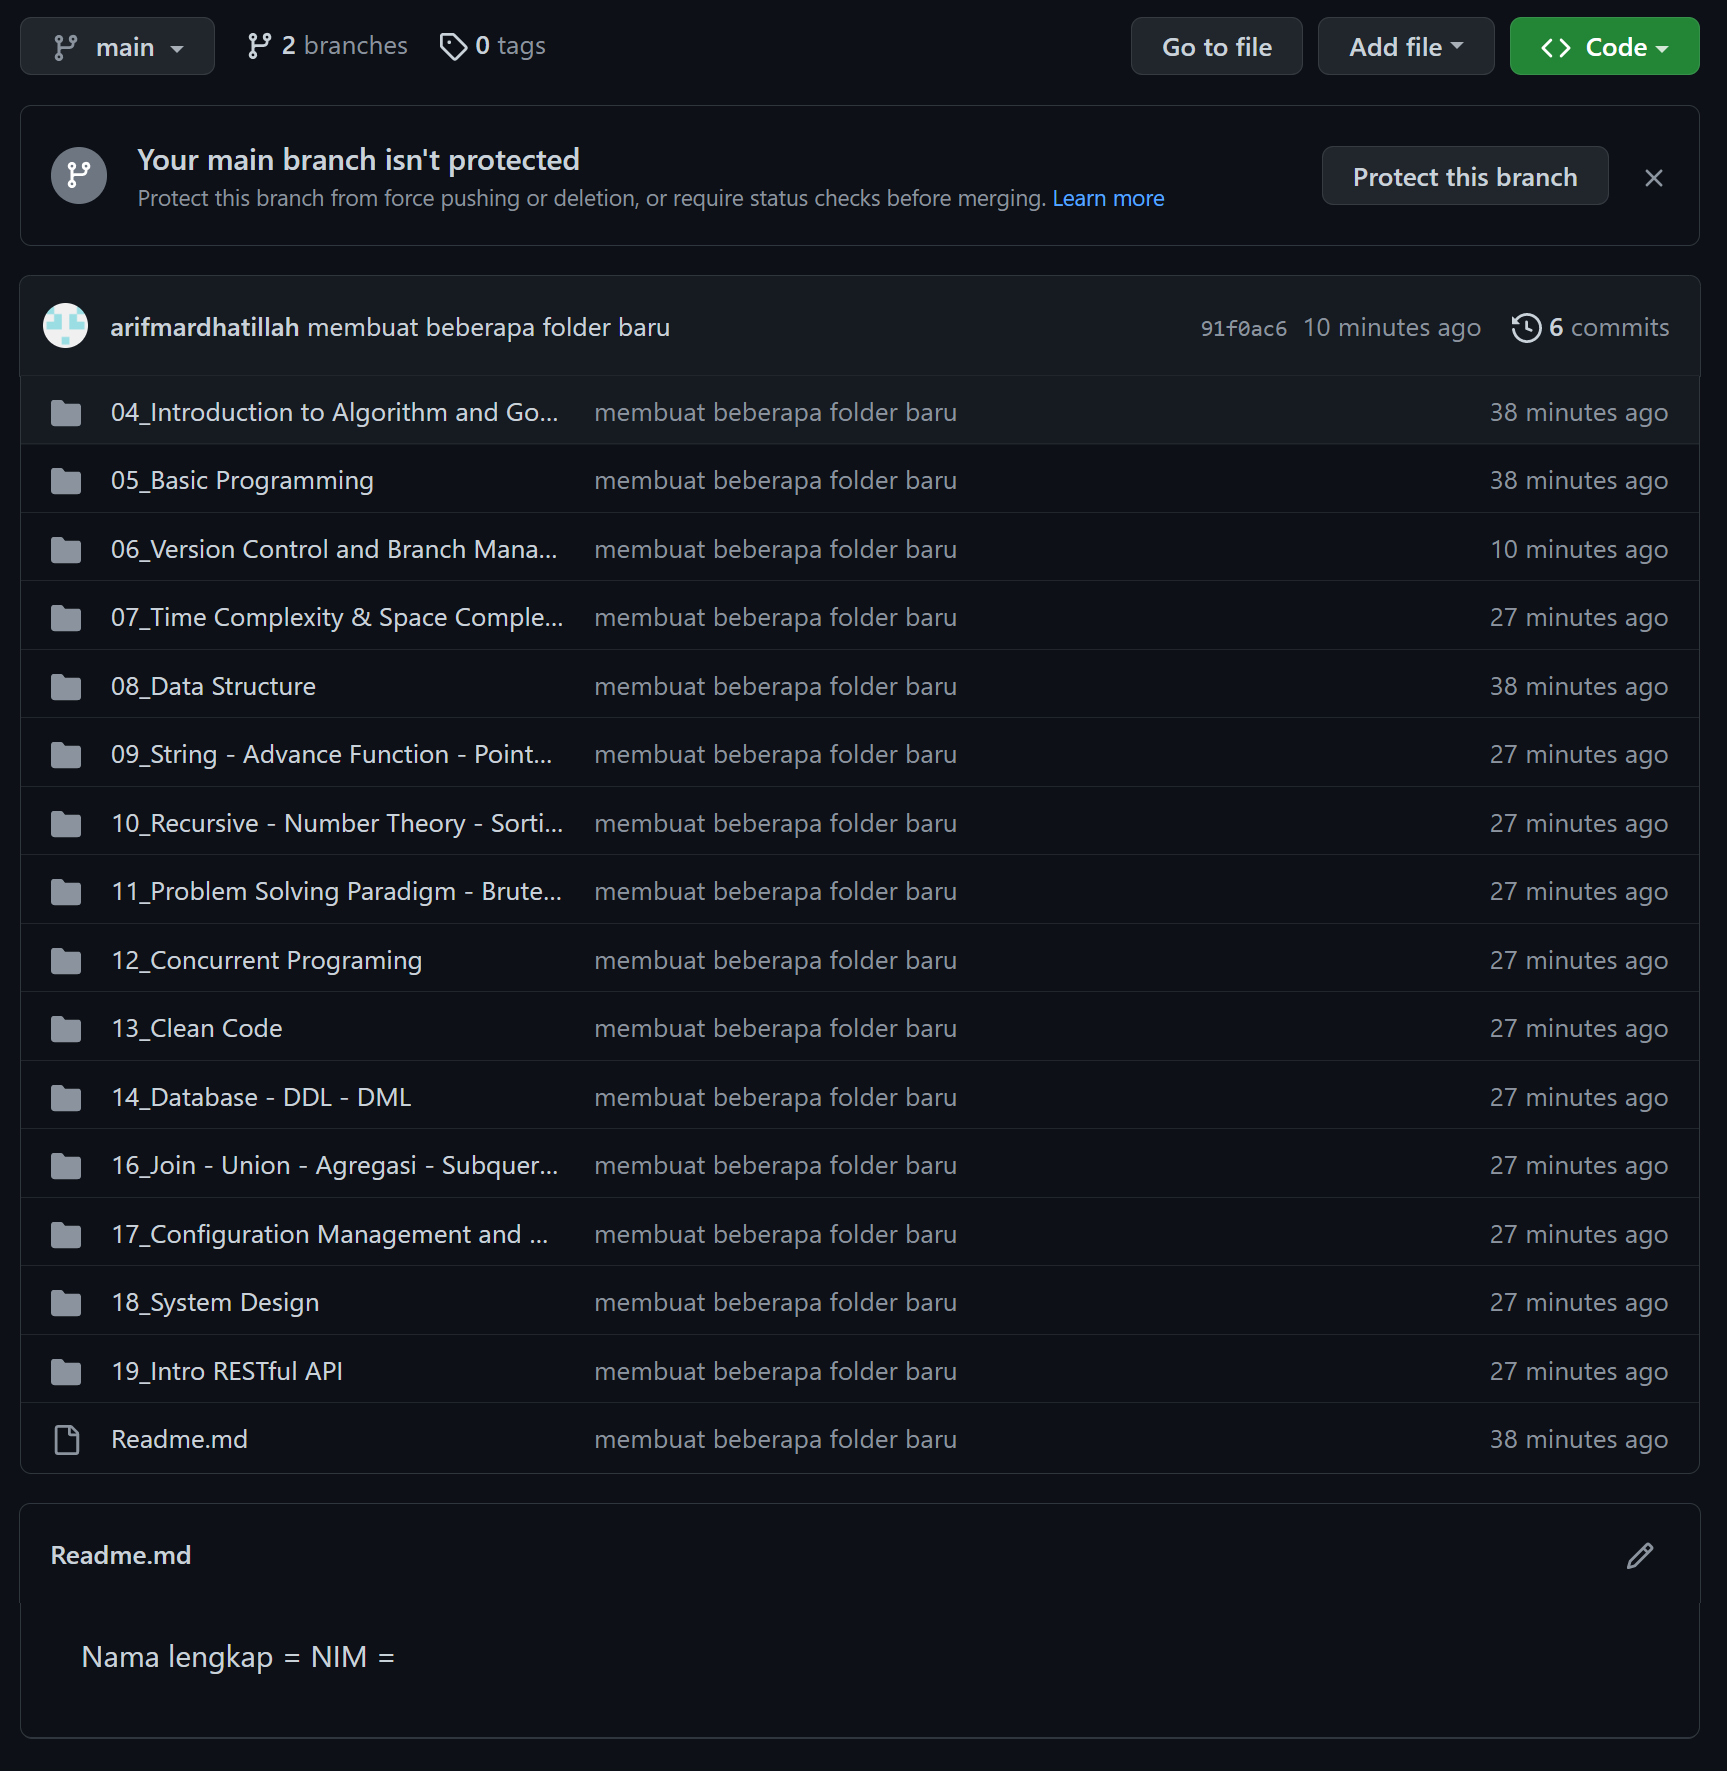 main 2 branches 0 tags Go to file Add file Code
Your main branch isn't protected
Protect this branch from force pushing or deletion, or require status checks before merging. Learn more
Protect this branch
arifmardhatillah membuat beberapa folder baru 91f0ac6 10 minutes ago 6 commits
04_Introduction to Algorithm and Go... membuat beberapa folder baru 38 minutes ago
05_Basic Programming membuat beberapa folder baru 38 minutes ago
06_Version Control and Branch Mana... membuat beberapa folder baru 10 minutes ago
07_Time Complexity & Space Comple... membuat beberapa folder baru 27 minutes ago
08_Data Structure membuat beberapa folder baru 38 minutes ago
09_String - Advance Function - Point... membuat beberapa folder baru 27 minutes ago
10_Recursive - Number Theory - Sorti... membuat beberapa folder baru 27 minutes ago
11_Problem Solving Paradigm - Brute... membuat beberapa folder baru 27 minutes ago
12_Concurrent Programing membuat beberapa folder baru 27 minutes ago
13_Clean Code membuat beberapa folder baru 27 minutes ago
14_Database - DDL - DML membuat beberapa folder baru 27 minutes ago
16_Join - Union - Agregasi - Subquer... membuat beberapa folder baru 27 minutes ago
17_Configuration Management and ... membuat beberapa folder baru 27 minutes ago
18_System Design membuat beberapa folder baru 27 minutes ago
19_Intro RESTful API membuat beberapa folder baru 27 minutes ago
Readme.md membuat beberapa folder baru 38 minutes ago
Readme.md
Nama lengkap = NIM =